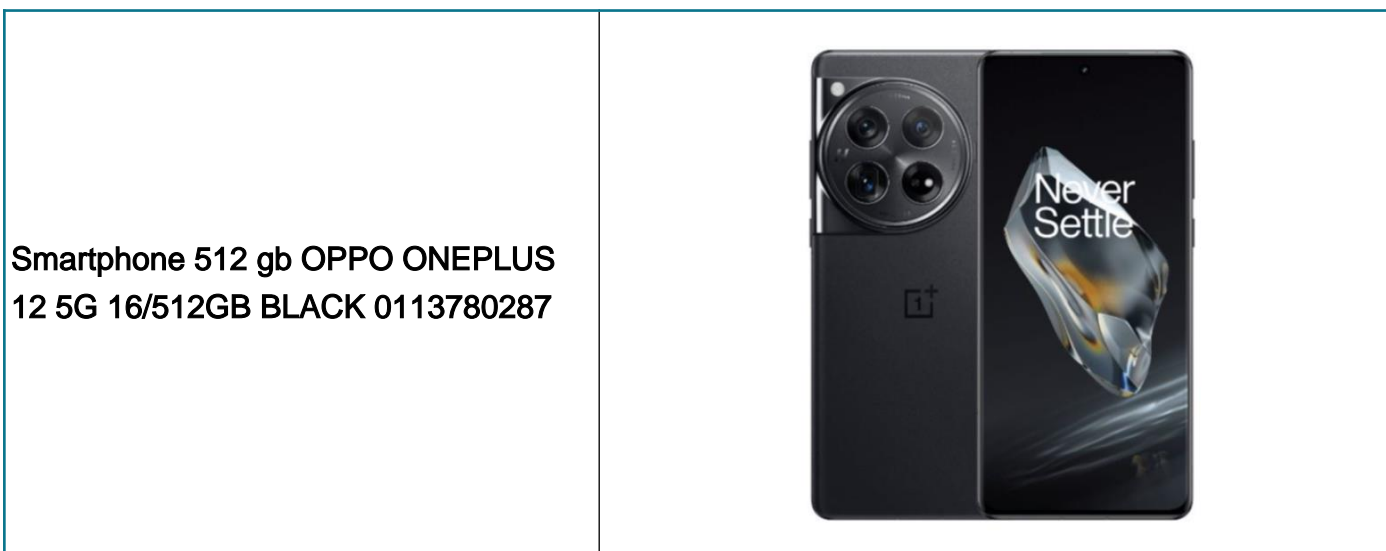 Smartphone 512 gb OPPO ONEPLUS
12 5G 16/512GB BLACK 0113780287
Never
Settle